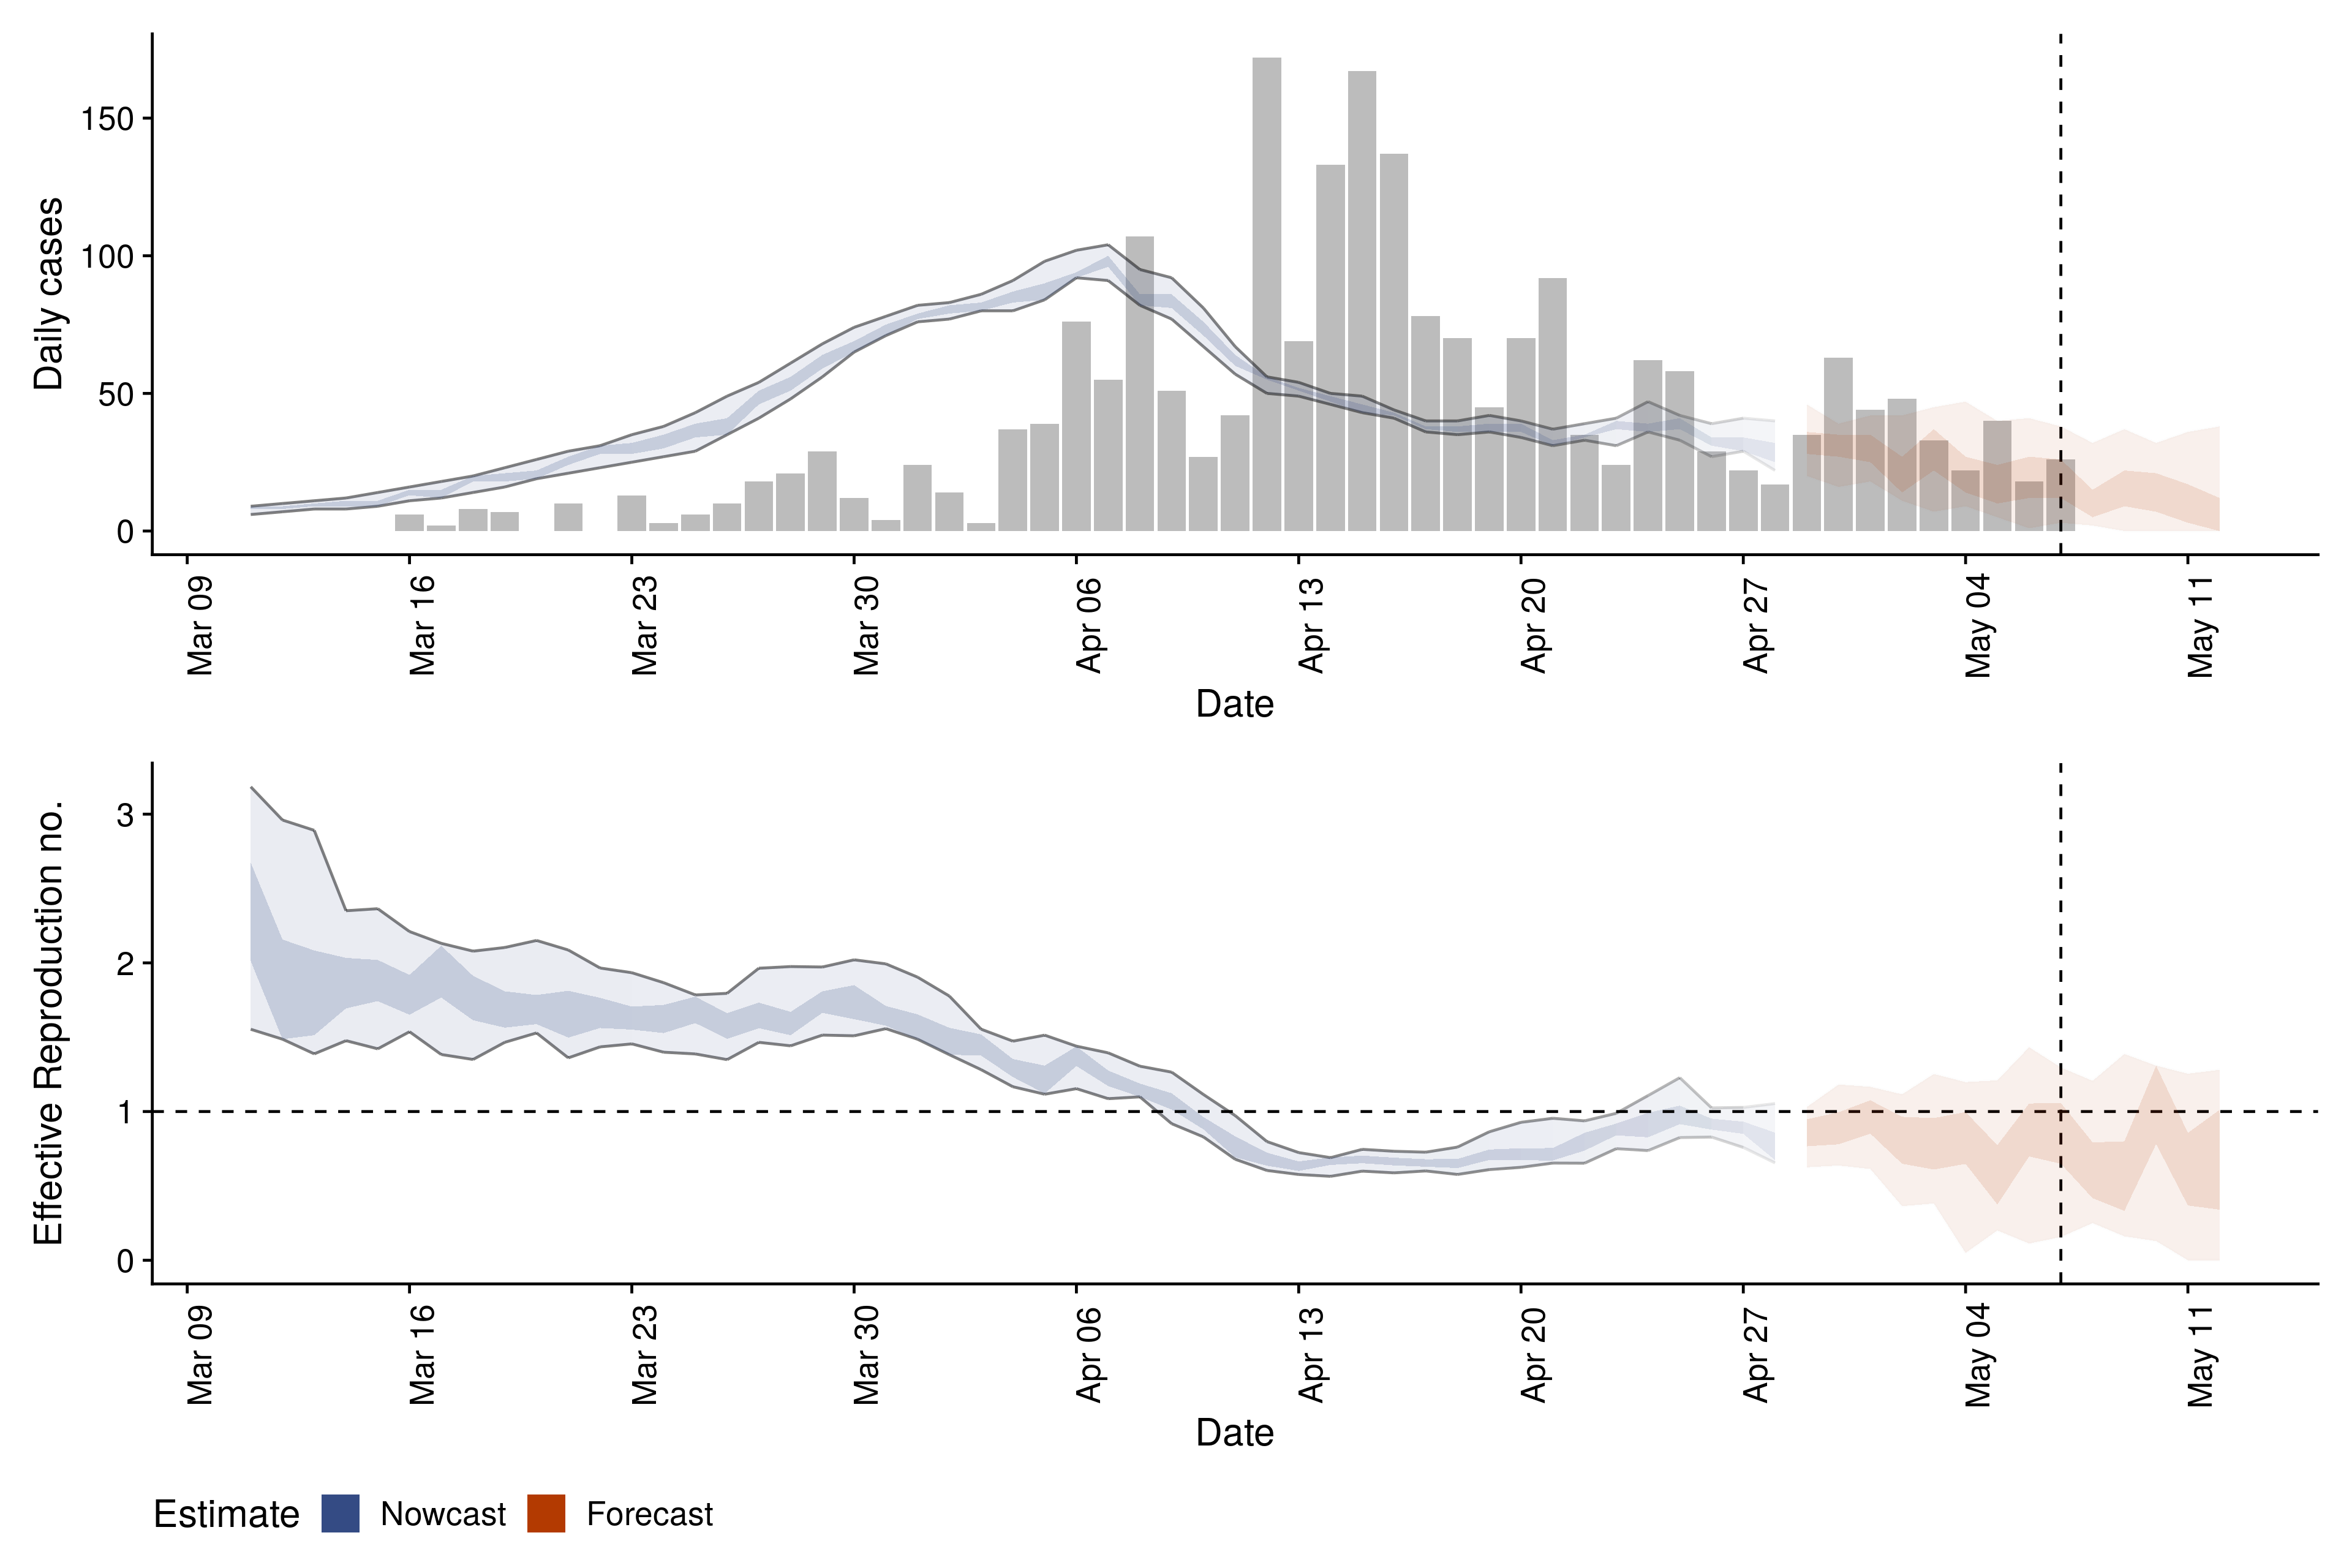 Daily cases
150
100
50
0
Mar 09
Mar 16
Mar 23
Mar 30
Apr 06
Apr 13
Apr 20
Apr 27
May 04
May 11
Date
Effective Reproduction no.
3
2
1
0
Mar 09
Mar 16
Mar 23
Mar 30
Apr 06
Apr 13
Apr 20
Apr 27
May 04
May 11
Date
Estimate Nowcast Forecast